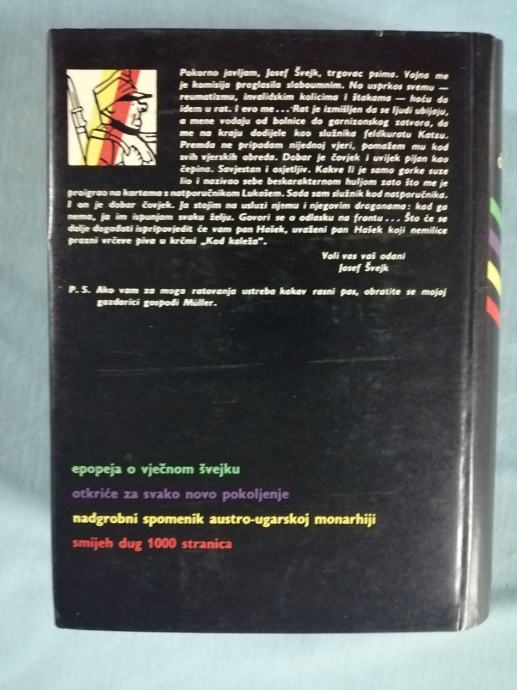 Pokorno javljam, Josef Švejk, trgovac psima. Vojna me
je komisija proglasila slaboumnim. No usprkos svemu —
reumatizmu, invalidskim kolicima i štakama — hoću da
idem u rat. I evo me... Rat je izmišljen da se ljudi ubijaju,
a mene vodaju od bolnice do garnizonskog zatvora, da
me na kraju dodijele kao služnika feldkuratu Katzu.
Premda ne pripadam nijednoj vjeri, pomažem mu kod
svih vjerskih obreda. Dobar je čovjek i uvijek pijan kao
čepina. Savjestan i osjetljiv. Kakve li je samo gorke suze
lio i nazivao sebe beskarakternom huljom zato što me je
proigrao na kartama s natporučnikom Lukašem. Sada sam služnik kod natporučnika.
I on je dobar čovjek. Ja stojim na usluzi njemu i njegovim droganama: kad ga
nema, ja im ispunjam svaku želju. Govori se o odlasku na frontu... Što će se
dalje događati ispripovjedit će vam pan Hašek, uvaženi pan Hašek koji nemilice
prazni vrčeve piva u krčmi „Kod kaleža".
Voli vas vaš odani
Josef Švejk
P. S. Ako vam za moga ratovanja ustreba kakav rasni pas, obratite se mojoj
gazdarici gospođi Müller.
epopeja o vječnom švejku
otkriće za svako novo pokoljenje
nadgrobni spomenik austro-ugarskoj monarhiji
smijeh dug 1000 stranica